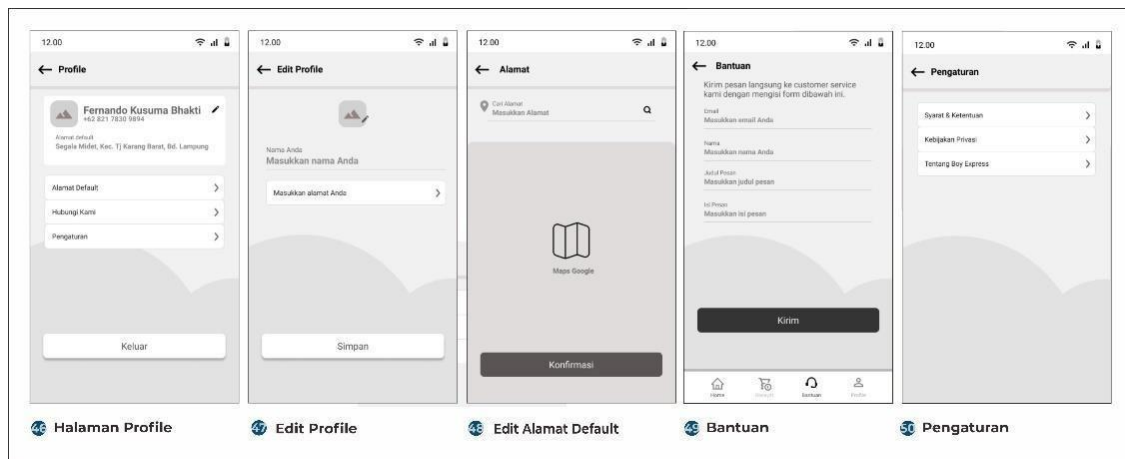 12.00
Profile
Fernando Kusuma Bhakti
+62 821 7830 9894
Alamat default
Segala Midet, Kec. Tj Karang Barat, Bd. Lampung
Alamat Default
Hubungi Kami
Pengaturan
Keluar
46 Halaman Profile
12.00
Edit Profile
Nama Anda
Masukkan nama Anda
Masukkan alamat Anda
Simpan
47 Edit Profile
12.00
Alamat
Cari Alamat
Masukkan Alamat
Maps Google
Konfirmasi
48 Edit Alamat Default
12.00
Bantuan
Kirim pesan langsung ke customer service
kami dengan mengisi form dibawah ini.
Email
Masukkan email Anda
Nama
Masukkan nama Anda
Judul Pesan
Masukkan judul pesan
Isi Pesan
Masukkan isi pesan
Kirim
Home
Bantuan
Profile
49 Bantuan
12.00
Pengaturan
Syarat & Ketentuan
Kebijakan Privasi
Tentang Boy Express
50 Pengaturan